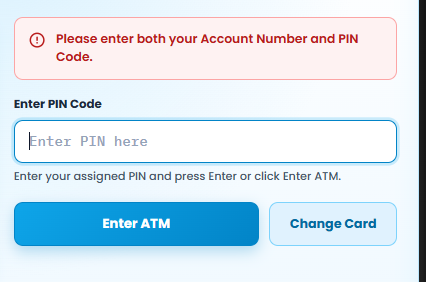 Please enter both your Account Number and PIN
Code.
Enter PIN Code
Enter PIN here
Enter your assigned PIN and press Enter or click Enter ATM.
Enter ATM
Change Card